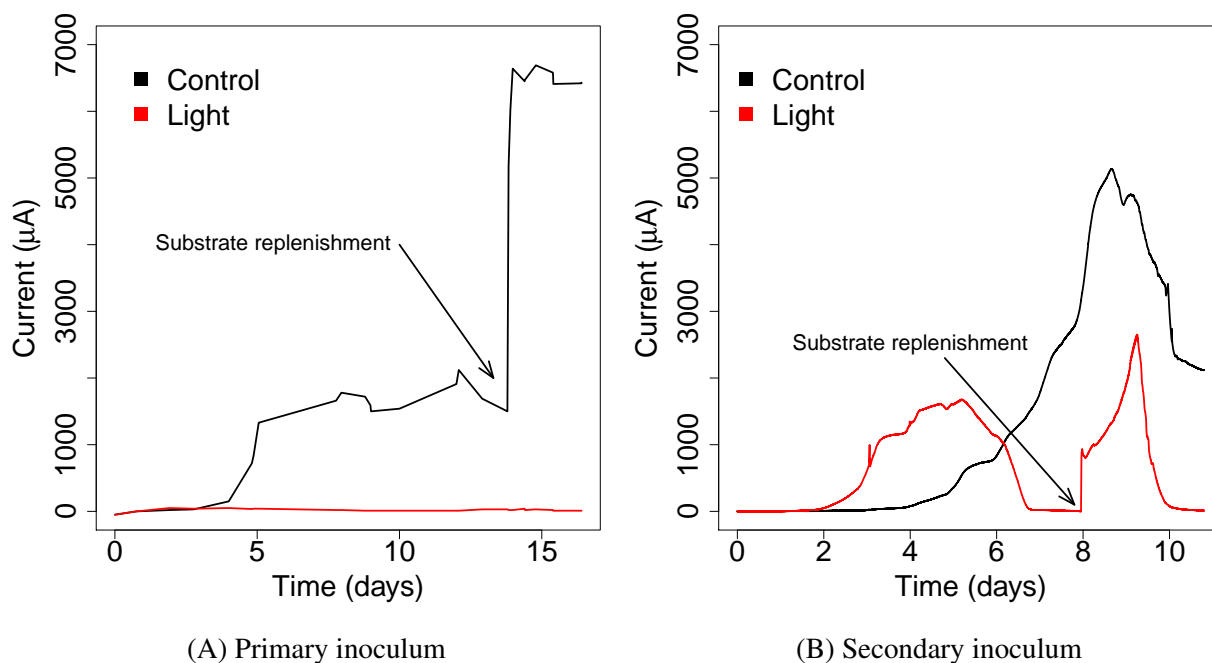 Control
Light
Substrate replenishment
Current (μA)
0
1000
3000
5000
7000
0
5
10
15
Time (days)
(A) Primary inoculum
Control
Light
Substrate replenishment
Current (μA)
0
1000
3000
5000
7000
0
2
4
6
8
10
Time (days)
(B) Secondary inoculum